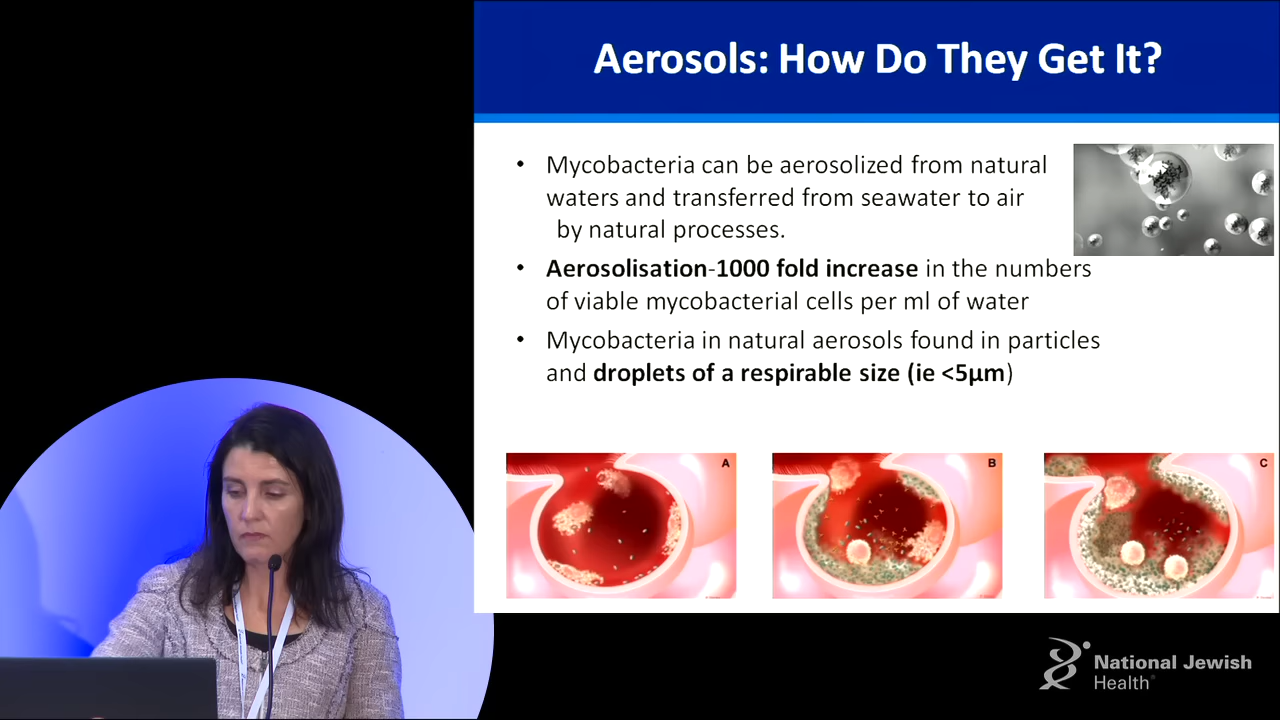 Aerosols: How Do They Get It?
• Mycobacteria can be aerosolized from natural
waters and transferred from seawater to air
by natural processes.
• Aerosolisation-1000 fold increase in the numbers
of viable mycobacterial cells per ml of water
• Mycobacteria in natural aerosols found in particles
and droplets of a respirable size (ie <5µm)
A
B
C
National Jewish
Health®